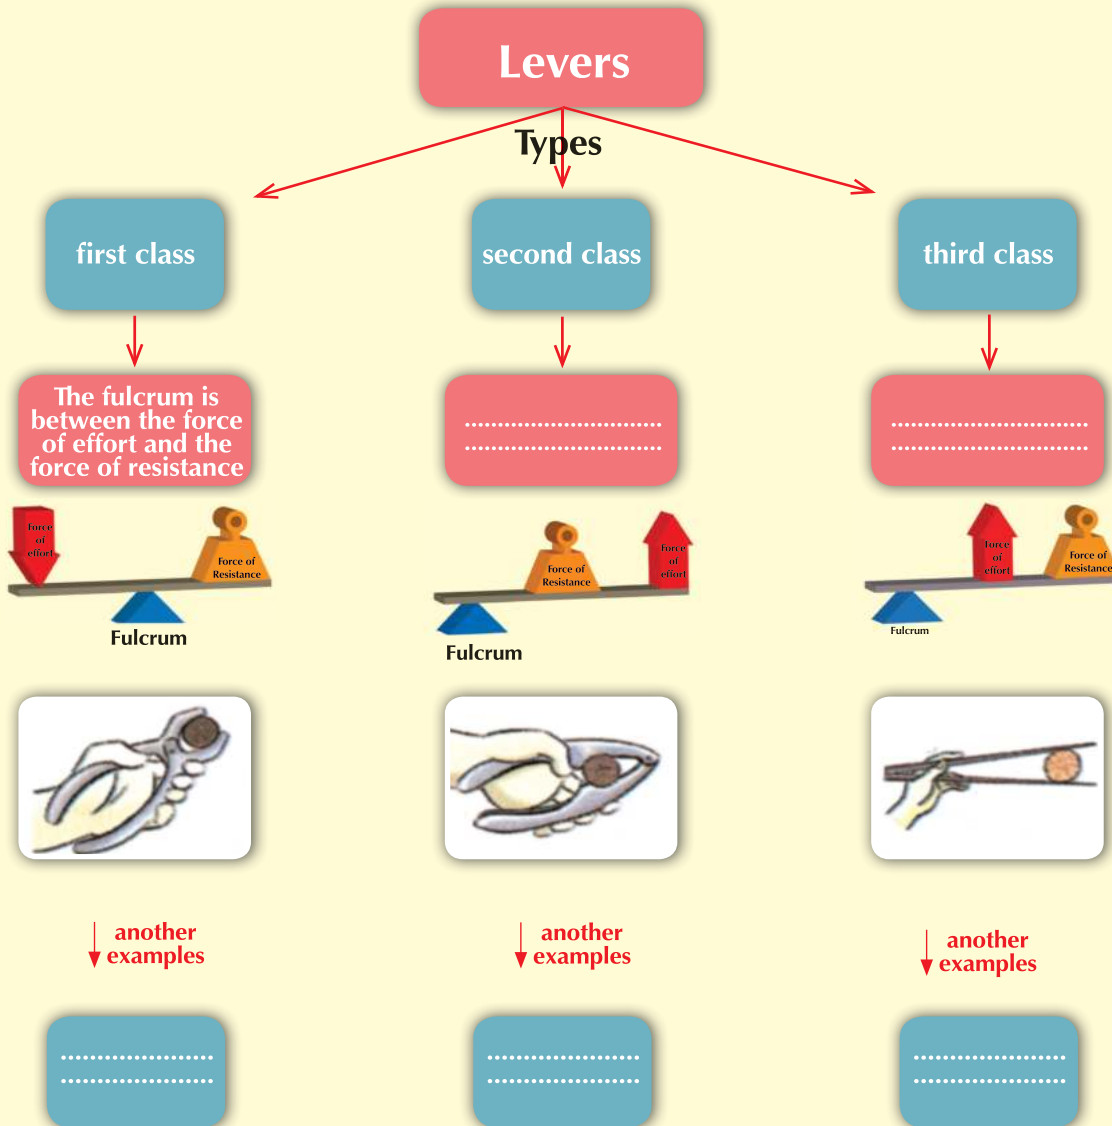 Levers
Types
first class
second class
third class
The fulcrum is
between the force
of effort and the
force of resistance
..............................
..............................
..............................
..............................
Force
of
effort
Force of
Resistance
Fulcrum
Force of
Resistance
Force
of
effort
Fulcrum
Force
of
effort
Force of
Resistance
Fulcrum
another
examples
another
examples
another
examples
.....................
.....................
.....................
.....................
.....................
.....................